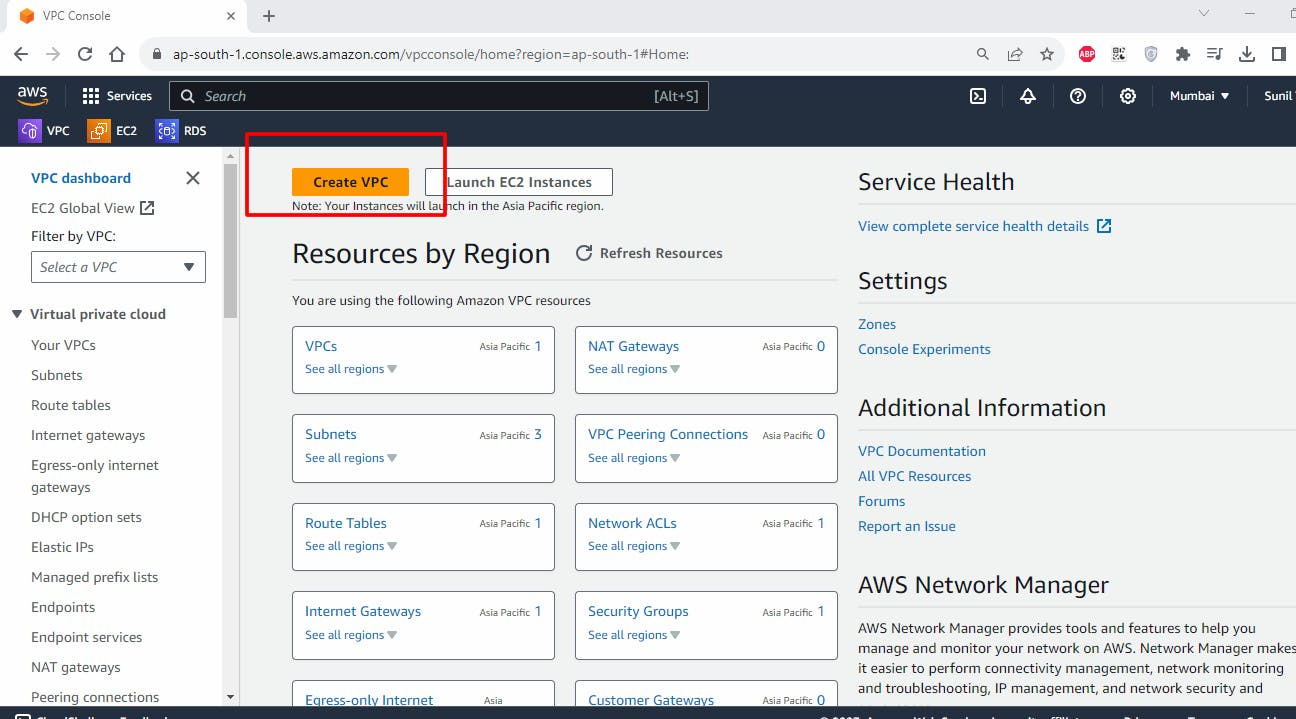 VPC Console
ap-south-1.console.aws.amazon.com/vpcconsole/home?region=ap-south-1#Home:
ABP
aws
Services
Search
[Alt+S]
Mumbai
Sunil
VPC
EC2
RDS
VPC dashboard
EC2 Global View
Filter by VPC:
Select a VPC
Virtual private cloud
Your VPCs
Subnets
Route tables
Internet gateways
Egress-only internet
gateways
DHCP option sets
Elastic IPs
Managed prefix lists
Endpoints
Endpoint services
NAT gateways
Peering connections
Create VPC
Launch EC2 Instances
Note: Your Instances will launch in the Asia Pacific region.
Resources by Region
Refresh Resources
You are using the following Amazon VPC resources
VPCs
Asia Pacific 1
See all regions
NAT Gateways
Asia Pacific 0
See all regions
Subnets
Asia Pacific 3
See all regions
VPC Peering Connections
Asia Pacific 0
See all regions
Route Tables
Asia Pacific 1
See all regions
Network ACLs
Asia Pacific 1
See all regions
Internet Gateways
Asia Pacific 1
See all regions
Security Groups
Asia Pacific 1
See all regions
Egress-only Internet
Asia
Customer Gateways
Asia Pacific 0
Service Health
View complete service health details
Settings
Zones
Console Experiments
Additional Information
VPC Documentation
All VPC Resources
Forums
Report an Issue
AWS Network Manager
AWS Network Manager provides tools and features to help you
manage and monitor your network on AWS. Network Manager makes
it easier to perform connectivity management, network monitoring
and troubleshooting, IP management, and network security and